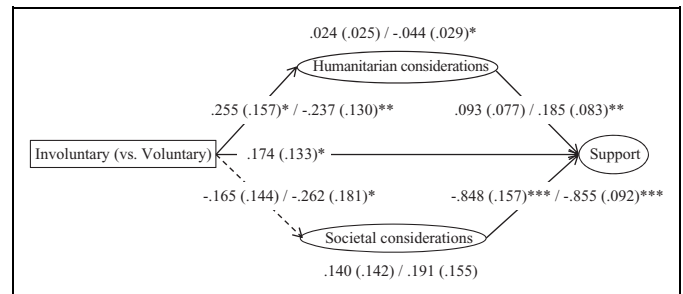 .024 (.025) / -.044 (.029)*
Humanitarian considerations
.255 (.157)* / -.237 (.130)** .093 (.077) / .185 (.083)**
Involuntary (vs. Voluntary) .174 (.133)* Support
-.165 (.144) / -.262 (.181)* -.848 (.157)*** / -.855 (.092)***
Societal considerations
.140 (.142) / .191 (.155)